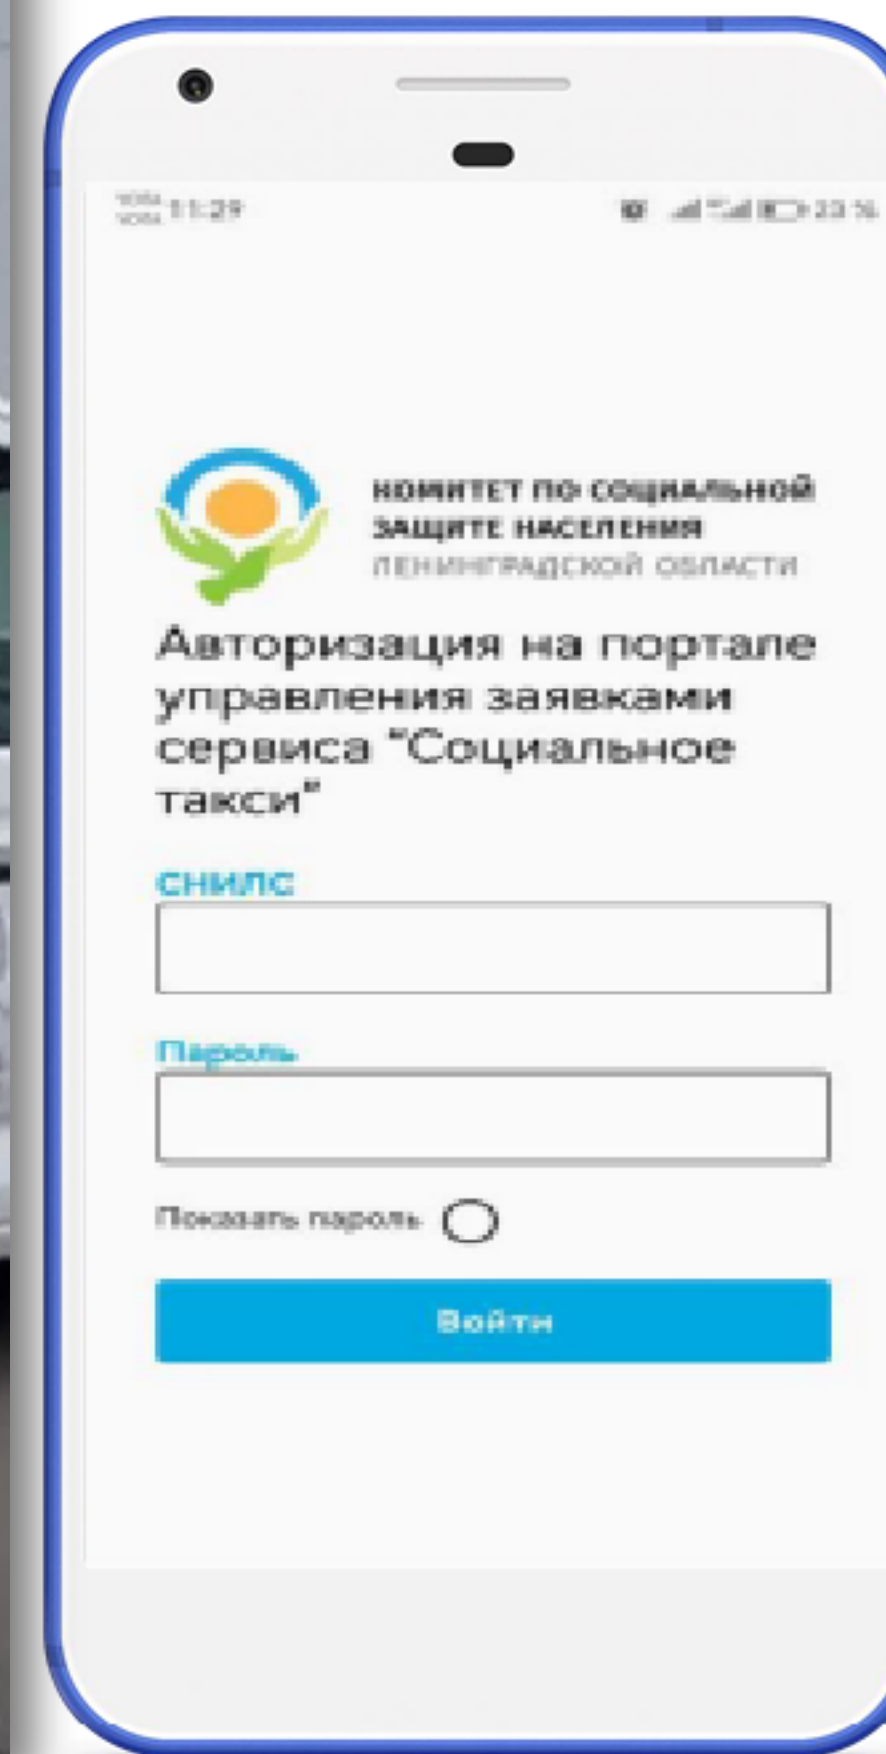 11:29
23 %
КОМИТЕТ ПО СОЦИАЛЬНОЙ
ЗАЩИТЕ НАСЕЛЕНИЯ
ЛЕНИНГРАДСКОЙ ОБЛАСТИ
Авторизация на портале
управления заявками
сервиса "Социальное
такси"
СНИЛС
Пароль
Показать пароль
Войти